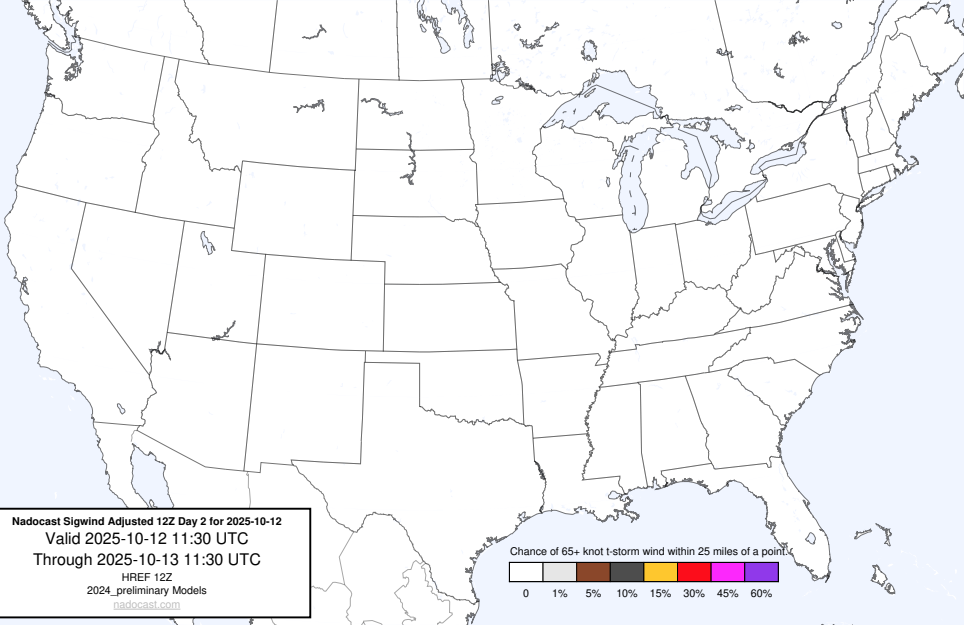 Nadocast Sigwind Adjusted 12Z Day 2 for 2025-10-12
Valid 2025-10-12 11:30 UTC
Through 2025-10-13 11:30 UTC
HREF 12Z
2024_preliminary Models
nadocast.com
Chance of 65+ knot t-storm wind within 25 miles of a point.
0 1% 5% 10% 15% 30% 45% 60%